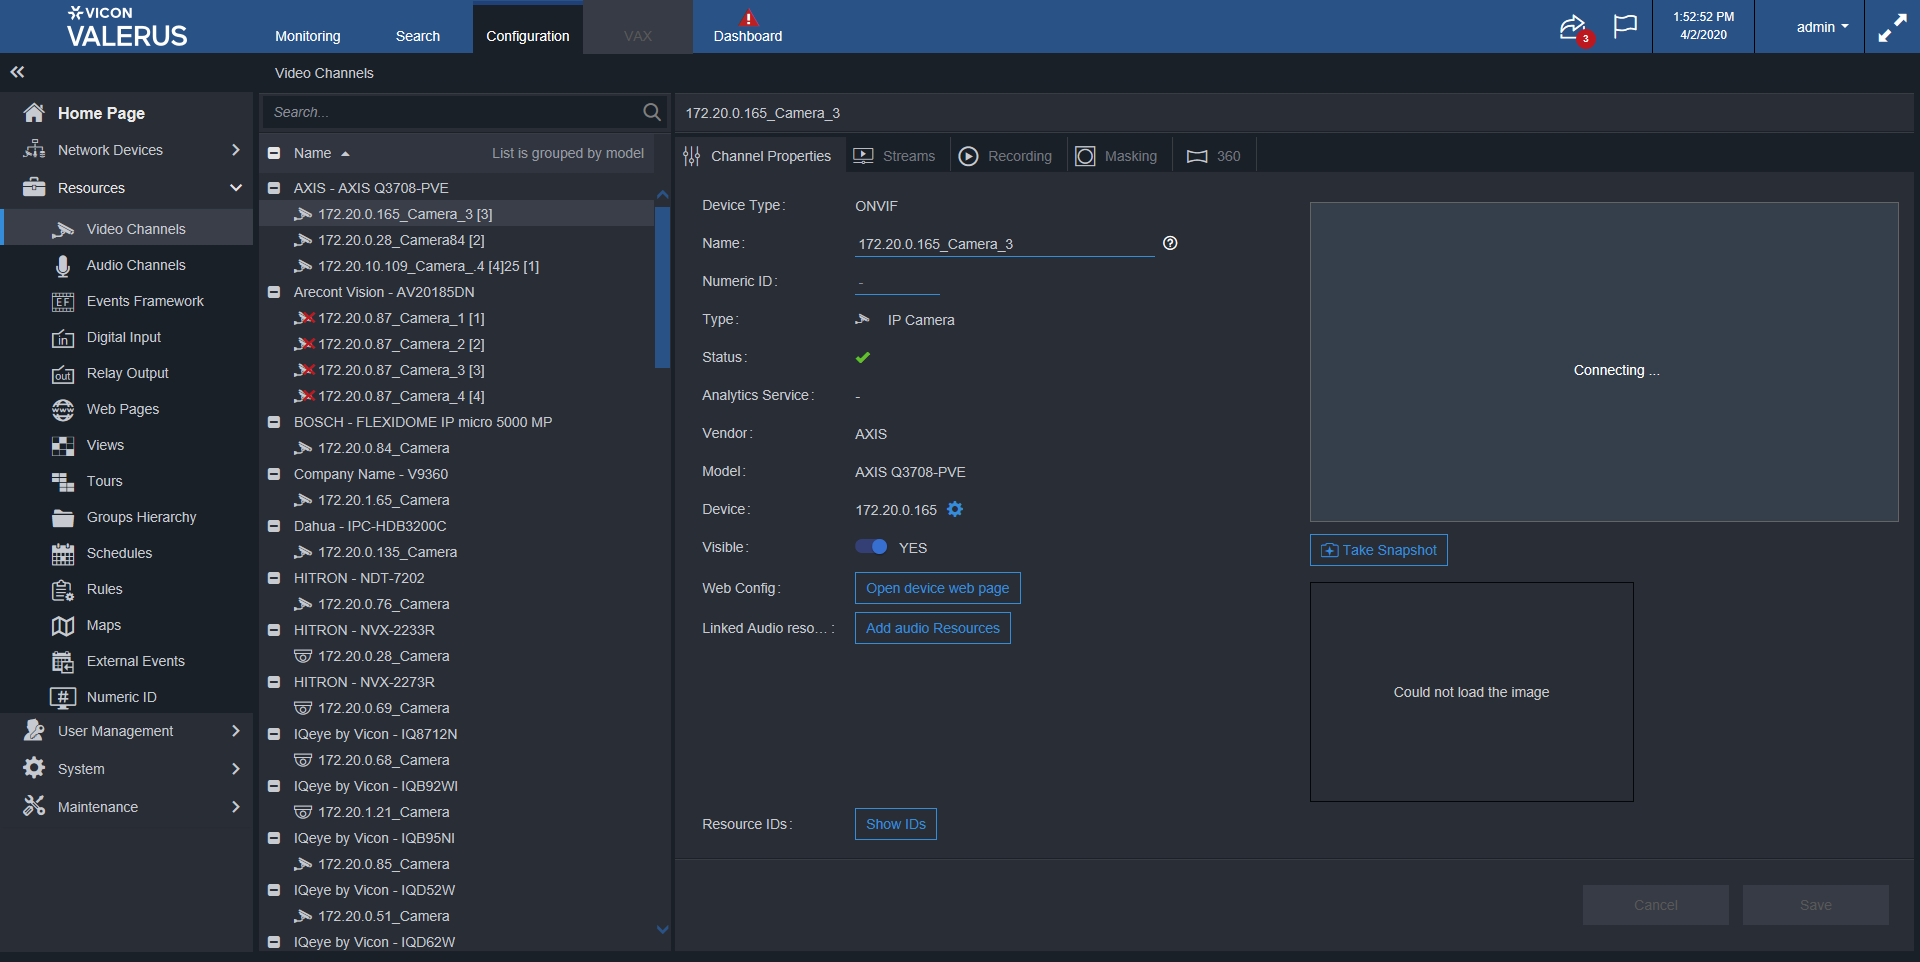 VICON
VALERUS
Monitoring
Search
Configuration
VAX
Dashboard
3
1:52:52 PM
4/2/2020
admin
Video Channels
Home Page
Network Devices
Resources
Video Channels
Audio Channels
EF Events Framework
in Digital Input
out Relay Output
www Web Pages
Views
Tours
Groups Hierarchy
Schedules
Rules
Maps
External Events
# Numeric ID
User Management
System
Maintenance
Search...
Name
List is grouped by model
AXIS - AXIS Q3708-PVE
172.20.0.165_Camera_3 [3]
172.20.0.28_Camera84 [2]
172.20.10.109_Camera_.4 [4]25 [1]
Arecont Vision - AV20185DN
172.20.0.87_Camera_1 [1]
172.20.0.87_Camera_2 [2]
172.20.0.87_Camera_3 [3]
172.20.0.87_Camera_4 [4]
BOSCH - FLEXIDOME IP micro 5000 MP
172.20.0.84_Camera
Company Name - V9360
172.20.1.65_Camera
Dahua - IPC-HDB3200C
172.20.0.135_Camera
HITRON - NDT-7202
172.20.0.76_Camera
HITRON - NVX-2233R
172.20.0.28_Camera
HITRON - NVX-2273R
172.20.0.69_Camera
IQeye by Vicon - IQ8712N
172.20.0.68_Camera
IQeye by Vicon - IQB92WI
172.20.1.21_Camera
IQeye by Vicon - IQB95NI
172.20.0.85_Camera
IQeye by Vicon - IQD52W
172.20.0.51_Camera
IQeye by Vicon - IQD62W
172.20.0.165_Camera_3
Channel Properties
Streams
Recording
Masking
360
Device Type: ONVIF
Name: 172.20.0.165_Camera_3
Numeric ID: -
Type: IP Camera
Status:
Analytics Service: -
Vendor: AXIS
Model: AXIS Q3708-PVE
Device: 172.20.0.165
Visible: YES
Web Config: Open device web page
Linked Audio reso... : Add audio Resources
Resource IDs: Show IDs
Connecting ...
Take Snapshot
Could not load the image
Cancel
Save